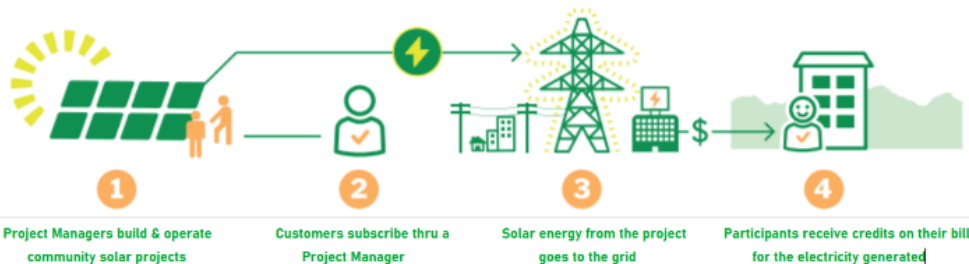 $
1
2
3
4
Project Managers build & operate
community solar projects
Customers subscribe thru a
Project Manager
Solar energy from the project
goes to the grid
Participants receive credits on their bill
for the electricity generated